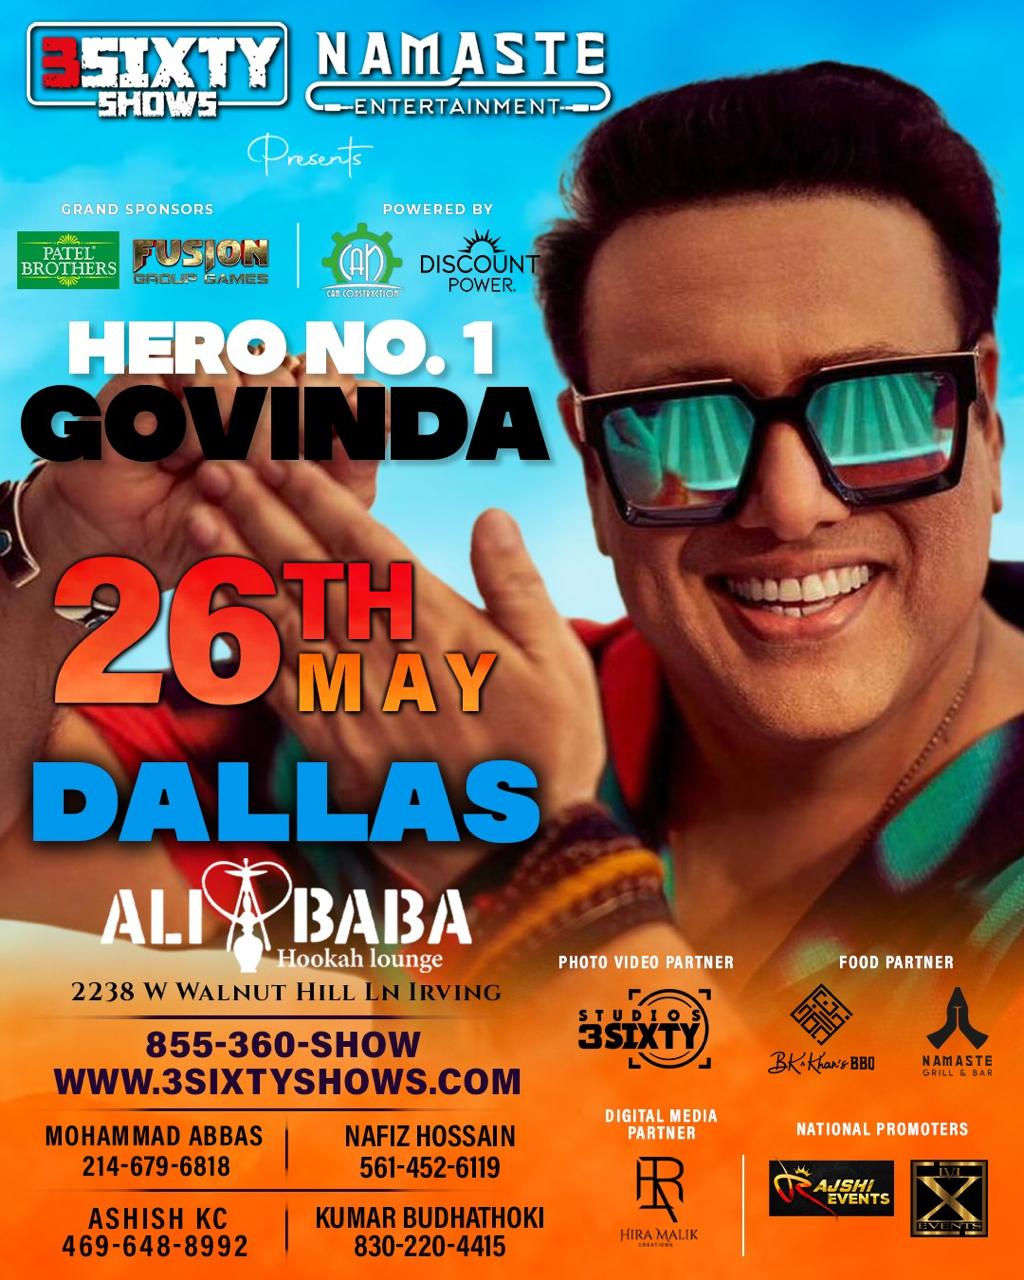 3SIXTY
SHOWS
NAMASTE
ENTERTAINMENT
Presents
GRAND SPONSORS
POWERED BY
PATEL
BROTHERS
FUSION
GROUP GAMES
CAN
CAN CONSTRUCTION
DISCOUNT
POWER.
HERO NO. 1
GOVINDA
26TH
MAY
DALLAS
ALI BABA
Hookah lounge
2238 W WALNUT HILL LN IRVING
855-360-SHOW
WWW.3SIXTYSHOWS.COM
MOHAMMAD ABBAS
214-679-6818
NAFIZ HOSSAIN
561-452-6119
ASHISH KC
469-648-8992
KUMAR BUDHATHOKI
830-220-4415
PHOTO VIDEO PARTNER
STUDIOS
3SIXTY
FOOD PARTNER
BK & Khan's BBQ
NAMASTE
GRILL & BAR
DIGITAL MEDIA
PARTNER
HIRA MALIK
CREATIONS
NATIONAL PROMOTERS
RAJSHI
EVENTS
EVENTS